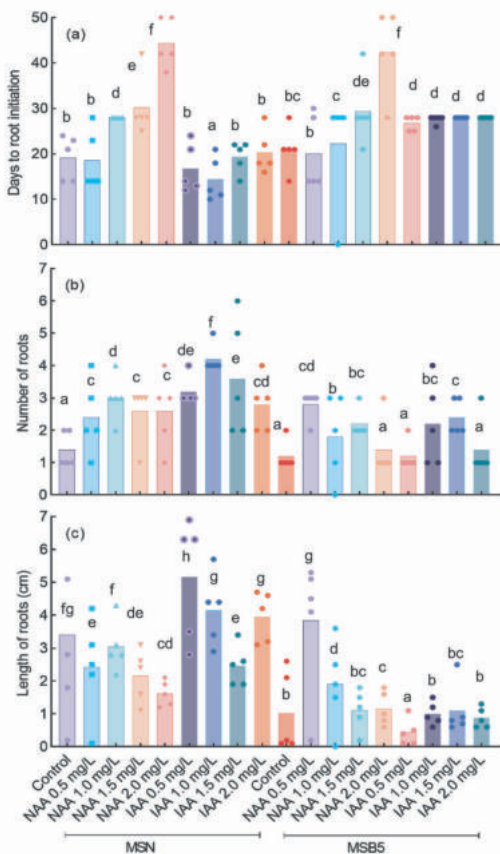 (a)
Days to root initiation
50
40
30
20
10
0
b b d e f b a b b bc b c de f d d d d
(b)
Number of roots
7
6
5
4
3
2
1
0
a c d c c de f e cd a cd b bc a a bc c a
(c)
Length of roots (cm)
7
6
5
4
3
2
1
0
fg e f de cd h g e g b g d bc c a b bc b
Control
NAA 0.5 mg/L
NAA 1.0 mg/L
NAA 1.5 mg/L
NAA 2.0 mg/L
IAA 0.5 mg/L
IAA 1.0 mg/L
IAA 1.5 mg/L
IAA 2.0 mg/L
Control
NAA 0.5 mg/L
NAA 1.0 mg/L
NAA 1.5 mg/L
NAA 2.0 mg/L
IAA 0.5 mg/L
IAA 1.0 mg/L
IAA 1.5 mg/L
IAA 2.0 mg/L
MSN MSB5